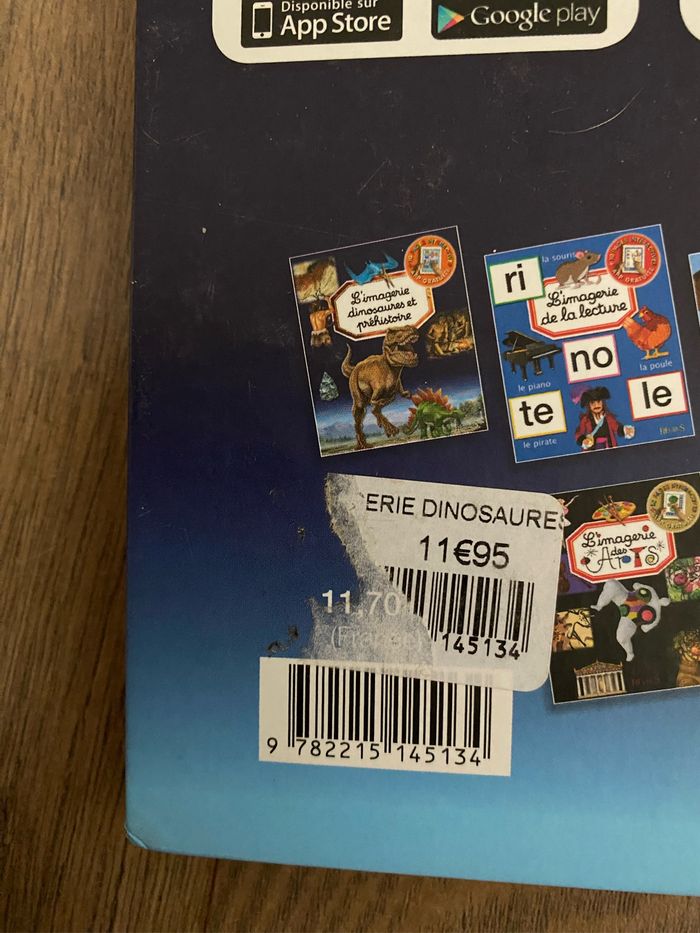 Disponible sur
App Store
Google play
L'imagerie
dinosaures et
préhistoire
la souris
ri
L'imagerie
de la lecture
no
le piano
la poule
te
le
le pirate
ERIE DINOSAURES
11€95
145134
11,70
(France)
L'imagerie
des
ARTS
9 782215 145134